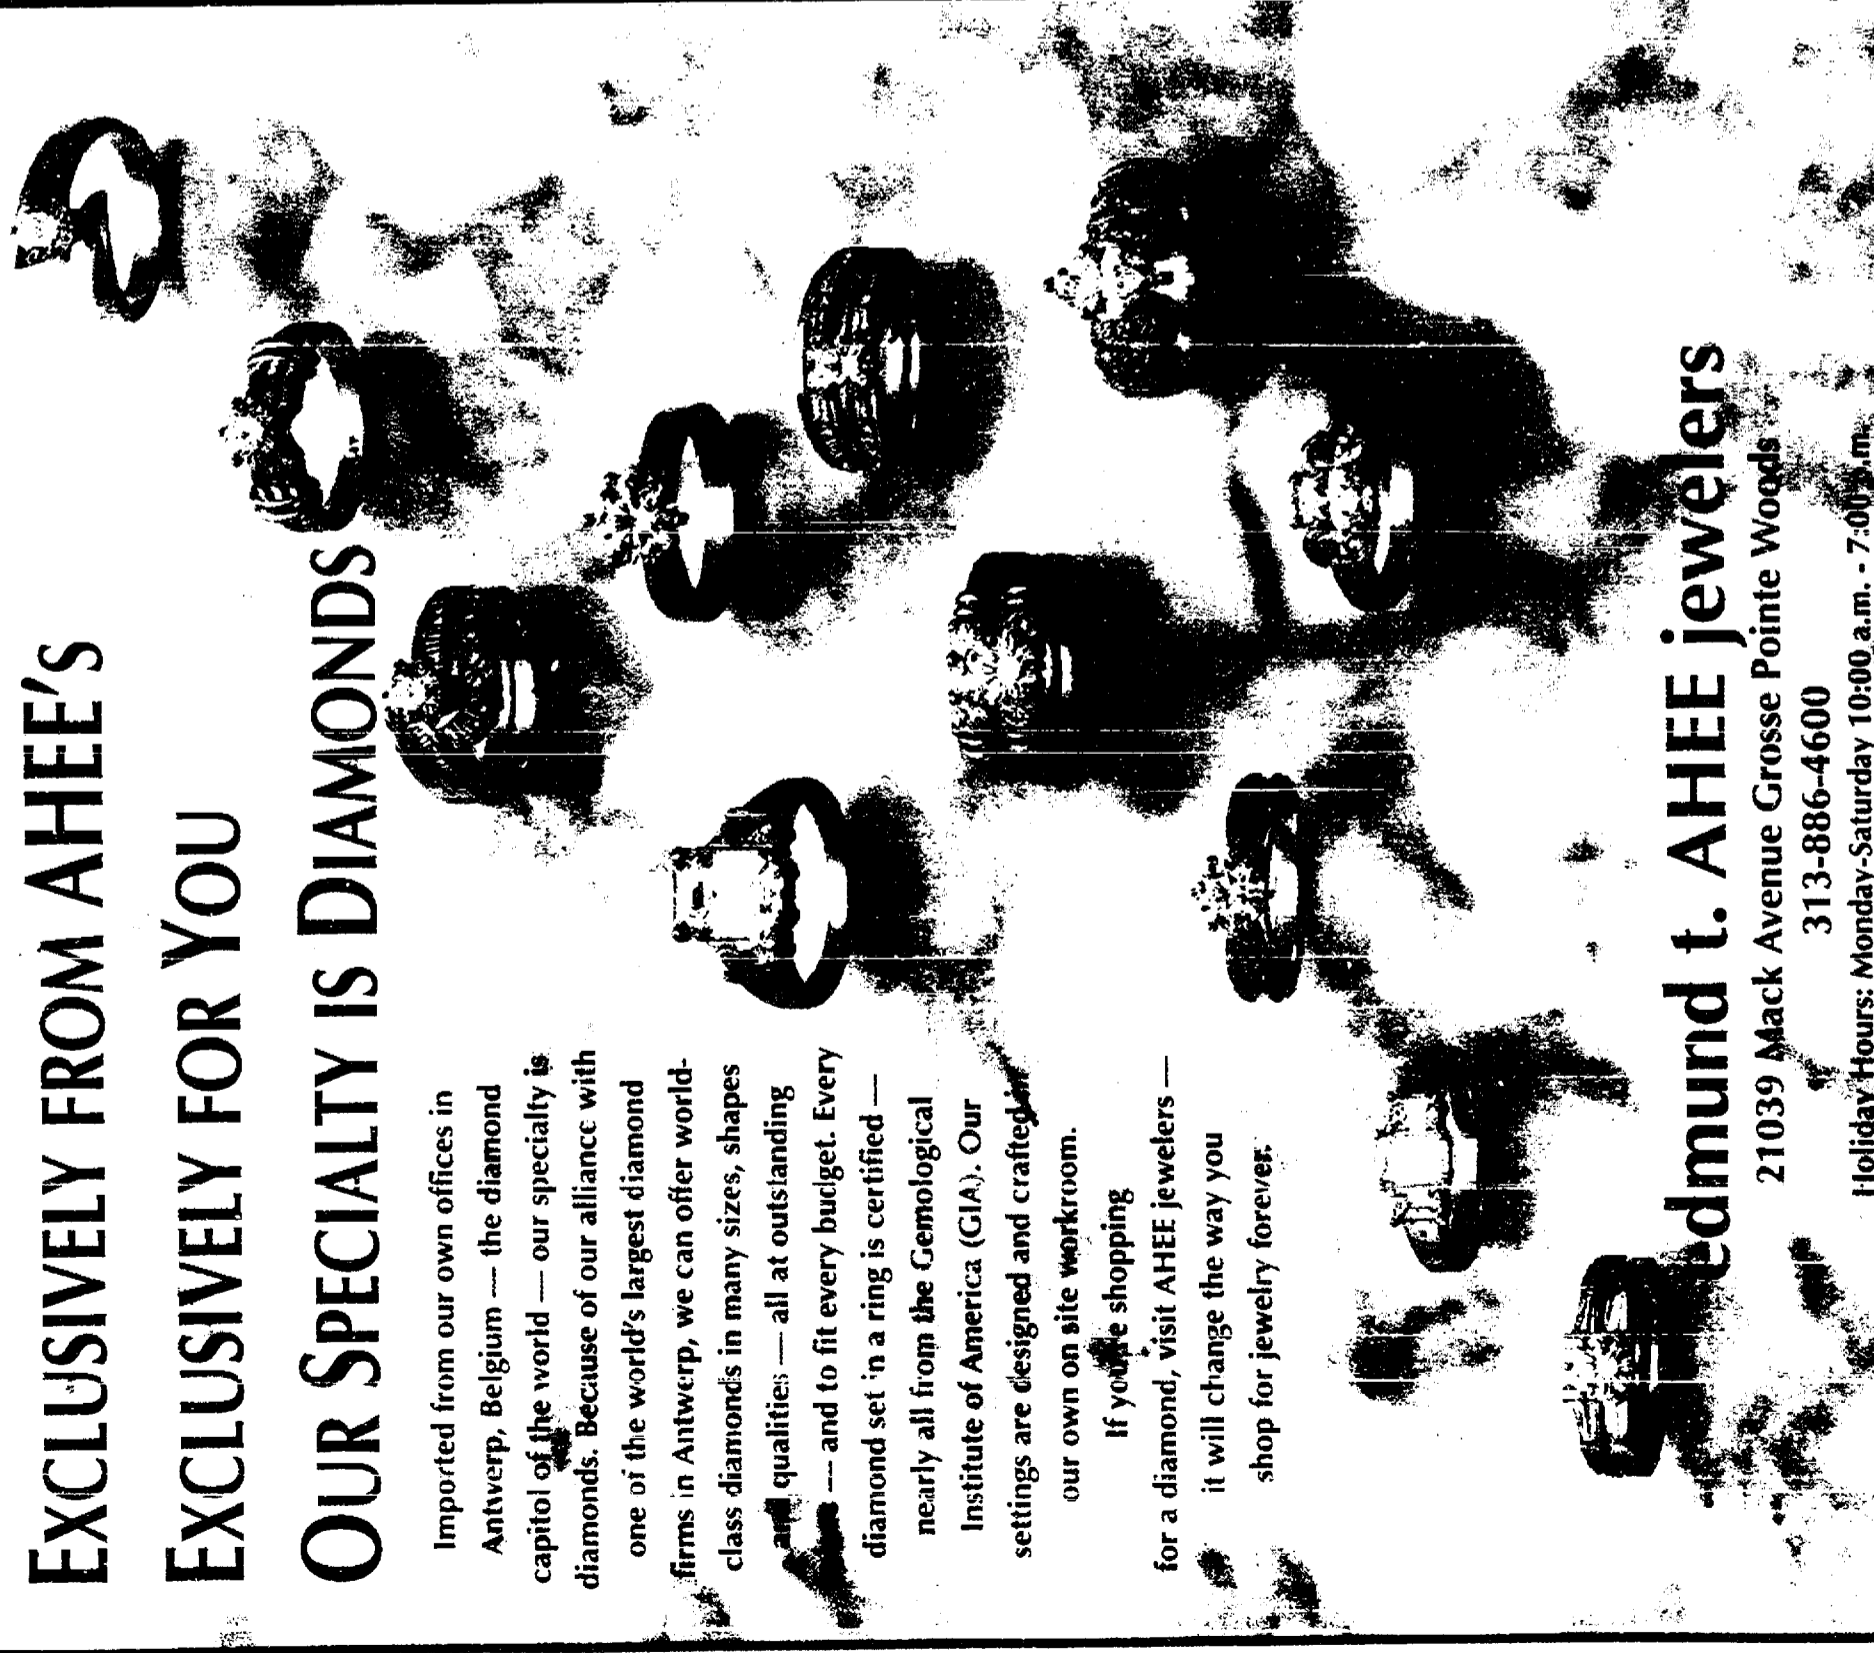 EXCLUSIVELY FROM AHEE'S
EXCLUSIVELY FOR YOU
OUR SPECIALTY IS DIAMONDS
Imported from our own offices in
Antwerp, Belgium — the diamond
capitol of the world — our specialty is
diamonds. Because of our alliance with
one of the world's largest diamond
firms in Antwerp, we can offer world-
class diamonds in many sizes, shapes
and qualities — all at outstanding
— and to fit every budget. Every
diamond set in a ring is certified —
nearly all from the Gemological
Institute of America (GIA). Our
settings are designed and crafted in
our own on site workroom.
If you're shopping
for a diamond, visit AHEE jewelers —
it will change the way you
shop for jewelry forever.
edmund t. AHEE jewelers
21039 Mack Avenue Grosse Pointe Woods
313-886-4600
Holiday Hours: Monday-Saturday 10:00 a.m. - 7:00 p.m.